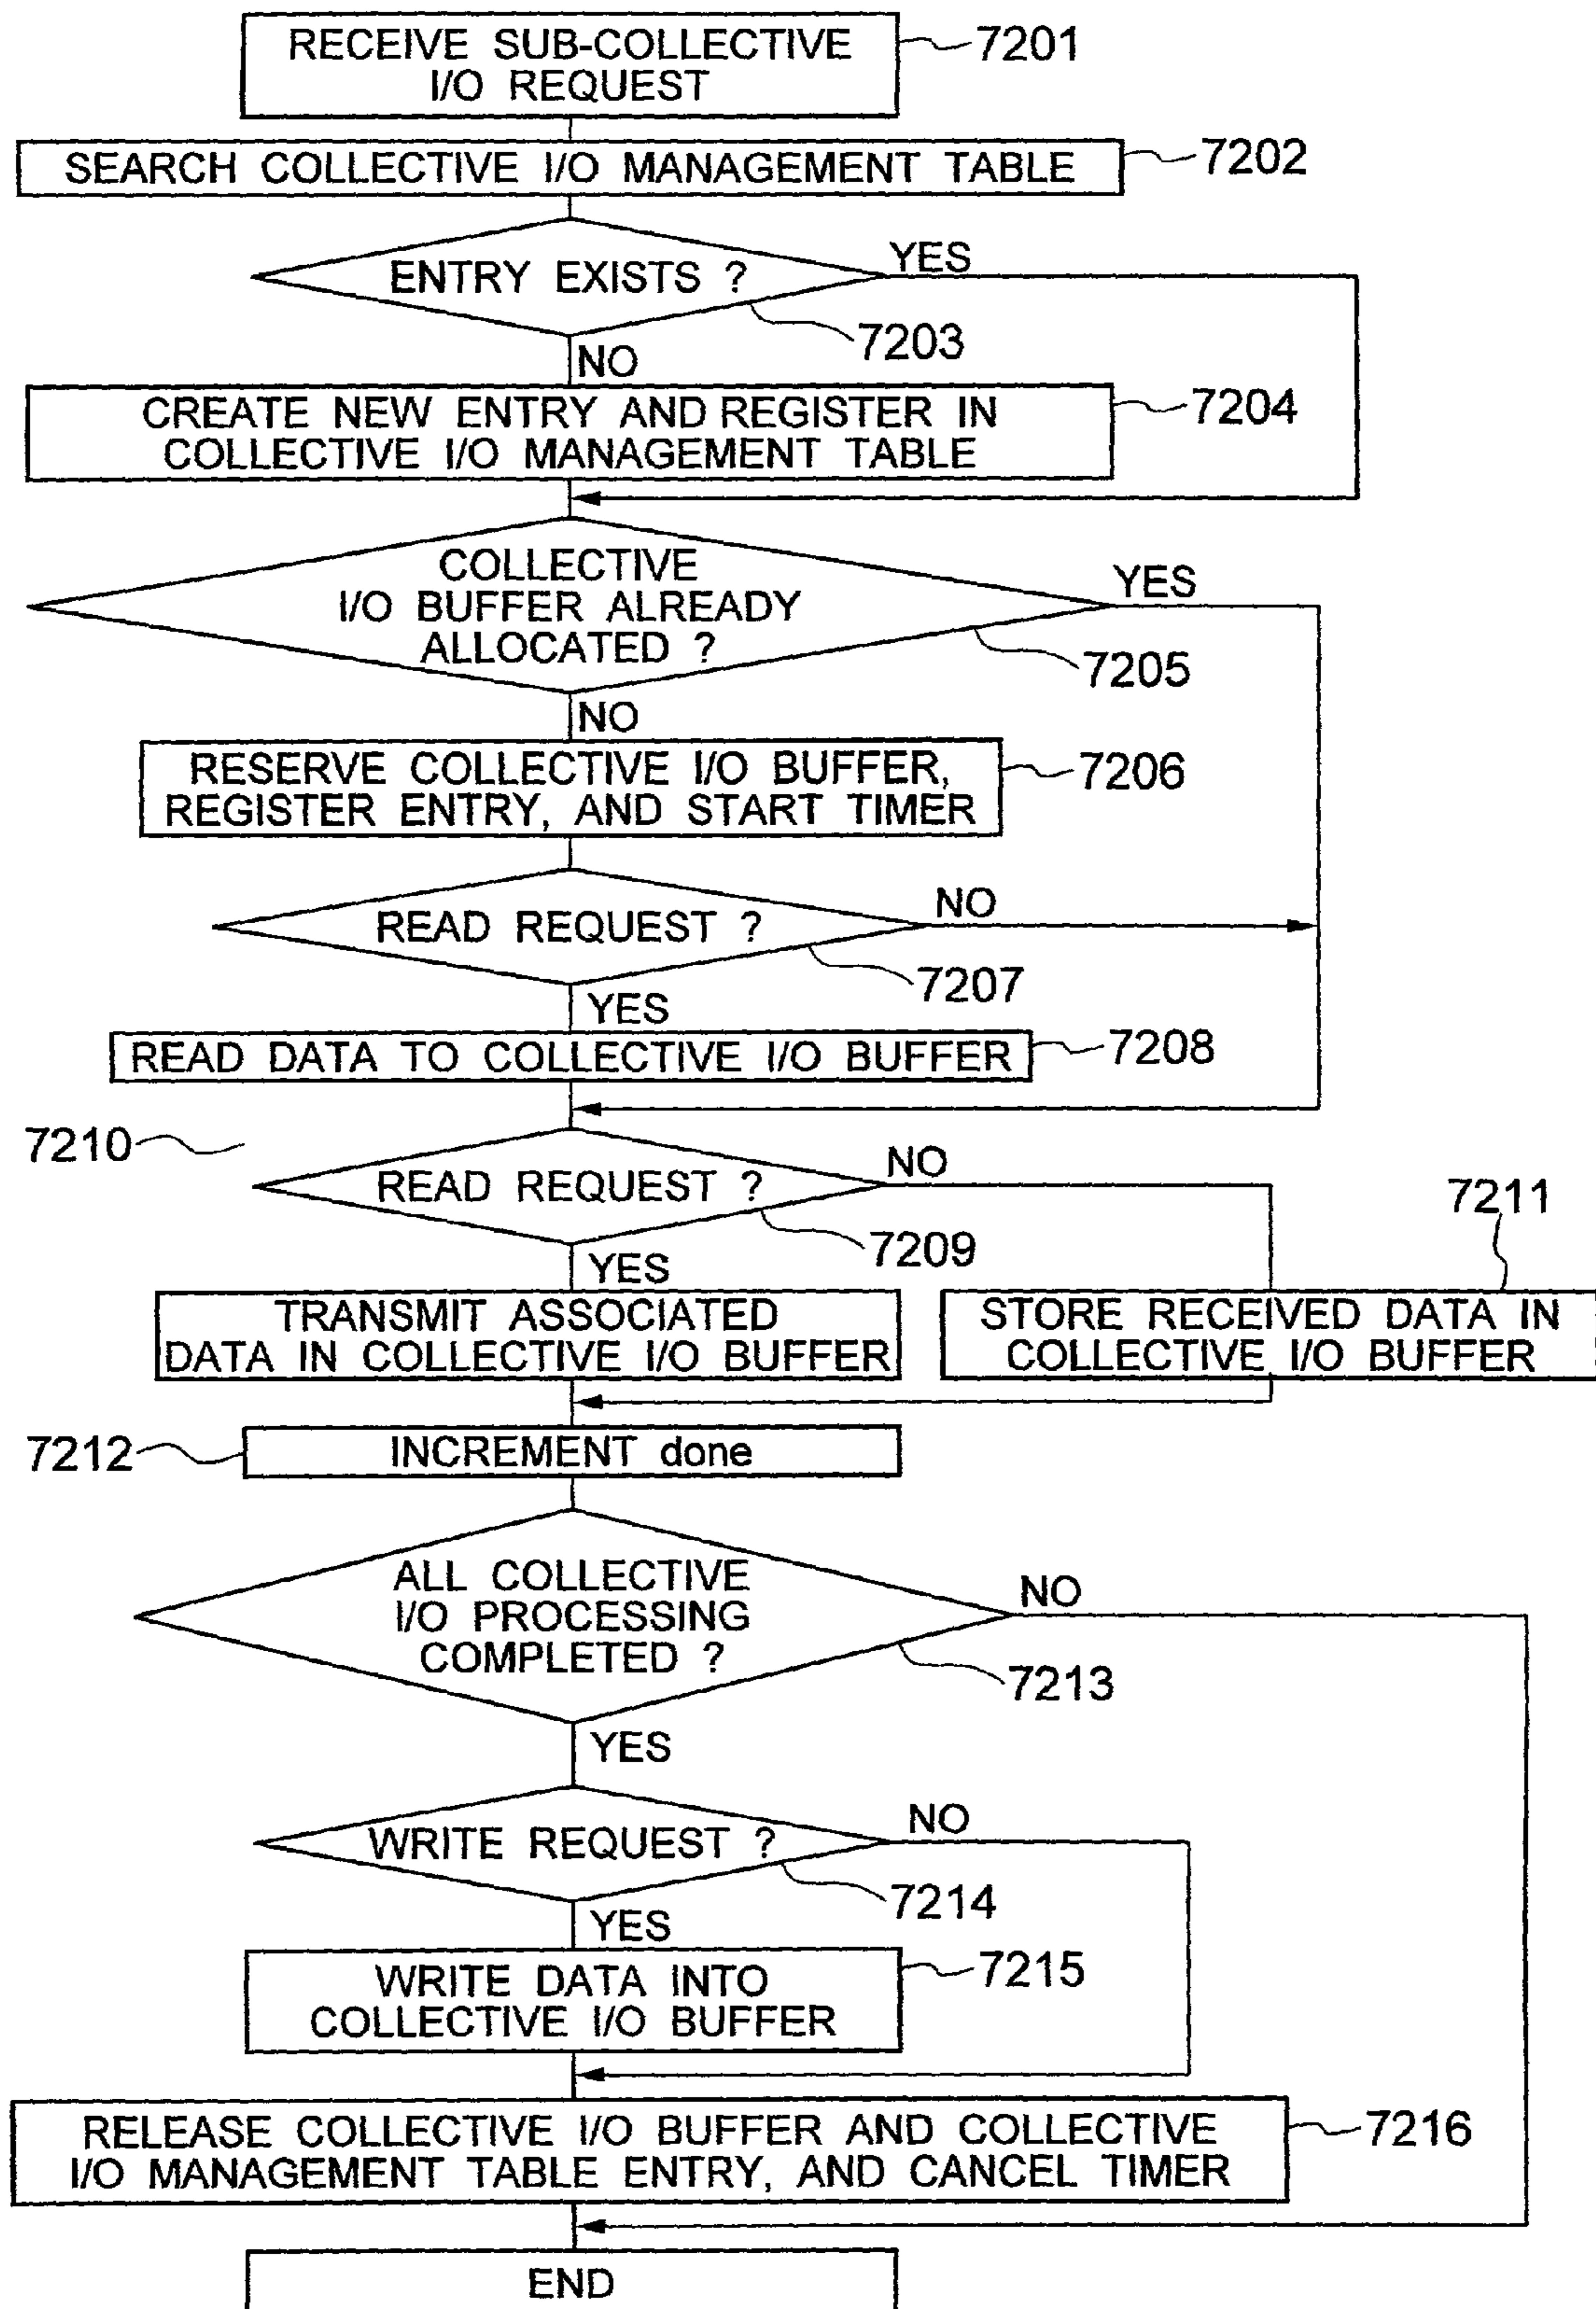 RECEIVE SUB-COLLECTIVE
I/O REQUEST
7201
SEARCH COLLECTIVE I/O MANAGEMENT TABLE
7202
ENTRY EXISTS ?
YES
7203
NO
CREATE NEW ENTRY AND REGISTER IN
COLLECTIVE I/O MANAGEMENT TABLE
7204
COLLECTIVE
I/O BUFFER ALREADY
ALLOCATED ?
YES
7205
NO
RESERVE COLLECTIVE I/O BUFFER,
REGISTER ENTRY, AND START TIMER
7206
READ REQUEST ?
NO
7207
YES
READ DATA TO COLLECTIVE I/O BUFFER
7208
7210
READ REQUEST ?
NO
7209
YES
7211
TRANSMIT ASSOCIATED
DATA IN COLLECTIVE I/O BUFFER
STORE RECEIVED DATA IN
COLLECTIVE I/O BUFFER
7212
INCREMENT done
ALL COLLECTIVE
I/O PROCESSING
COMPLETED ?
NO
7213
YES
WRITE REQUEST ?
NO
7214
YES
WRITE DATA INTO
COLLECTIVE I/O BUFFER
7215
RELEASE COLLECTIVE I/O BUFFER AND COLLECTIVE
I/O MANAGEMENT TABLE ENTRY, AND CANCEL TIMER
7216
END